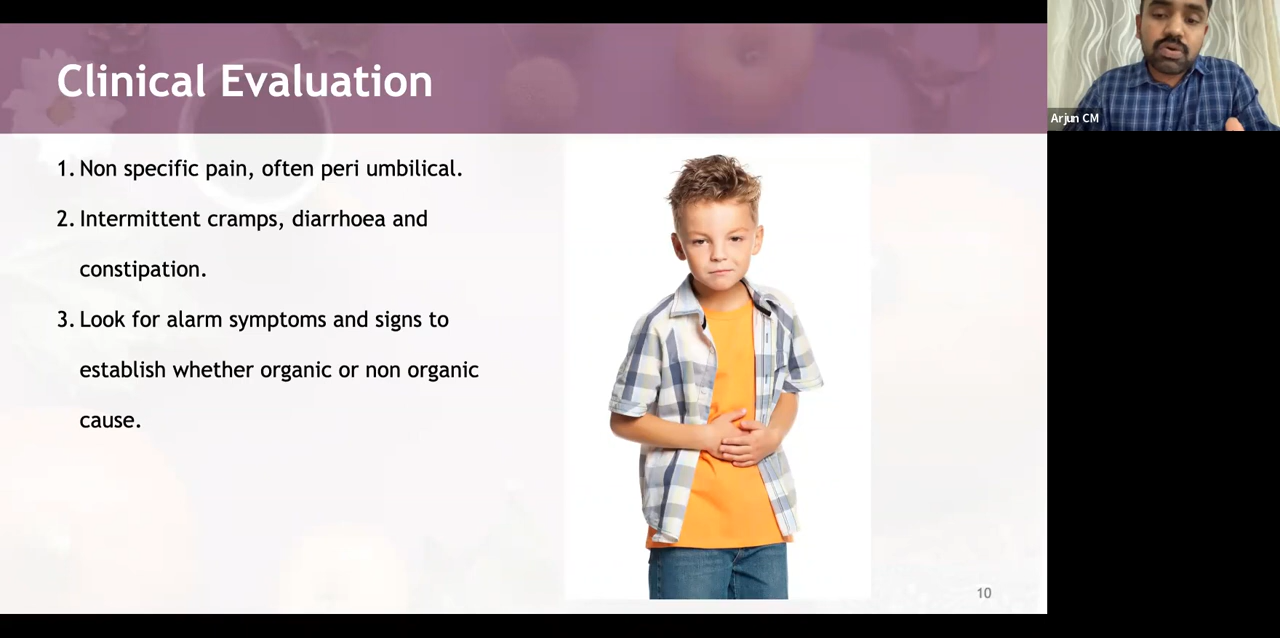 Clinical Evaluation
1. Non specific pain, often peri umbilical.
2. Intermittent cramps, diarrhoea and
constipation.
3. Look for alarm symptoms and signs to
establish whether organic or non organic
cause.
10
Arjun CM